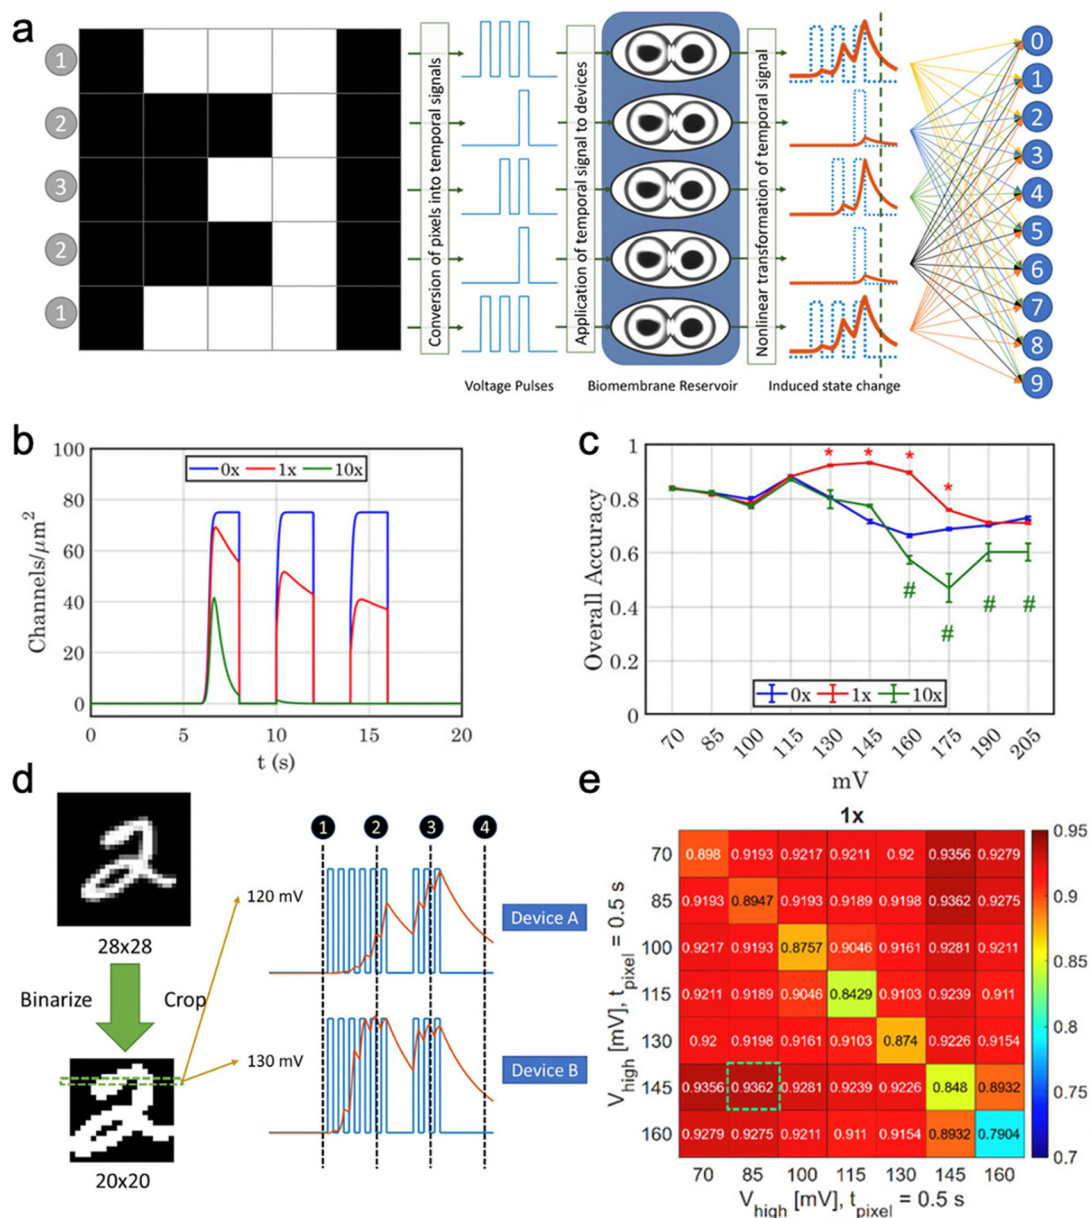 a
1
2
3
2
1
Conversion of pixels into temporal signals
Application of temporal signal to devices
Nonlinear transformation of temporal signal
Voltage Pulses
Biomembrane Reservoir
Induced state change
0
1
2
3
4
5
6
7
8
9
b
100
80
60
40
20
0
Channels/μm²
0x 1x 10x
0 5 10 15 20
t (s)
c
1
0.8
0.6
0.4
0.2
0
Overall Accuracy
* * * *
# # # #
0x 1x 10x
70 85 100 115 130 145 160 175 190 205
mV
d
28x28
Binarize
Crop
20x20
1 2 3 4
120 mV
Device A
130 mV
Device B
e
1x
V_high [mV], t_pixel = 0.5 s
70 0.898 0.9193 0.9217 0.9211 0.92 0.9356 0.9279
85 0.9193 0.8947 0.9193 0.9189 0.9198 0.9362 0.9275
100 0.9217 0.9193 0.8757 0.9046 0.9161 0.9281 0.9211
115 0.9211 0.9189 0.9046 0.8429 0.9103 0.9239 0.911
130 0.92 0.9198 0.9161 0.9103 0.874 0.9226 0.9154
145 0.9356 0.9362 0.9281 0.9239 0.9226 0.848 0.8932
160 0.9279 0.9275 0.9211 0.911 0.9154 0.8932 0.7904
70 85 100 115 130 145 160
V_high [mV], t_pixel = 0.5 s
0.95
0.9
0.85
0.8
0.75
0.7